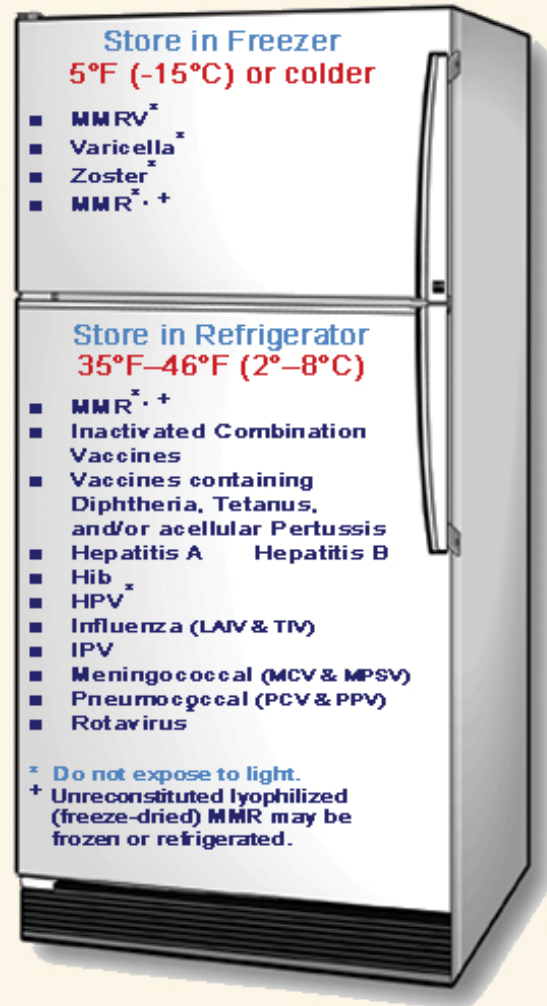 Store in Freezer
5°F (-15°C) or colder
▪ MMRV*
▪ Varicella*
▪ Zoster*
▪ MMR*, +
Store in Refrigerator
35°F–46°F (2°–8°C)
▪ MMR*, +
▪ Inactivated Combination
Vaccines
▪ Vaccines containing
Diphtheria, Tetanus,
and/or acellular Pertussis
▪ Hepatitis A Hepatitis B
▪ Hib
▪ HPV*
▪ Influenza (LAIV & TIV)
▪ IPV
▪ Meningococcal (MCV & MPSV)
▪ Pneumococcal (PCV & PPV)
▪ Rotavirus*
* Do not expose to light.
+ Unreconstituted lyophilized
(freeze-dried) MMR may be
frozen or refrigerated.